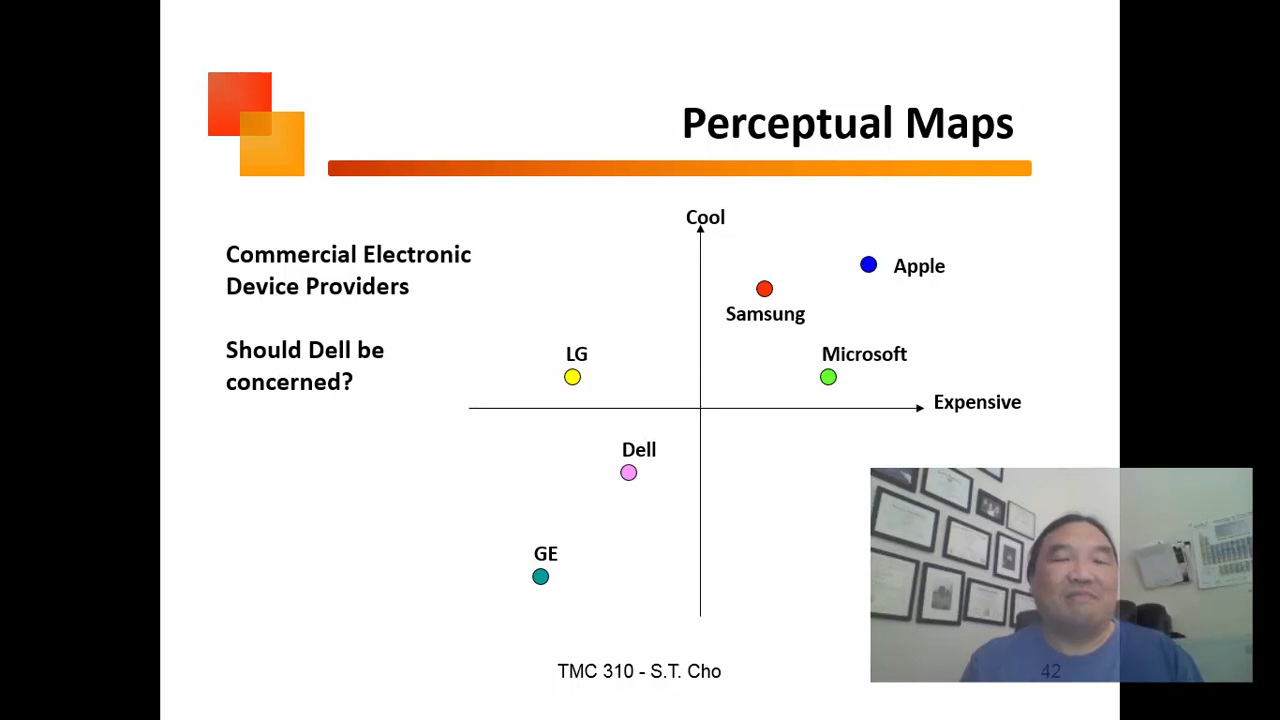 Perceptual Maps
Commercial Electronic
Device Providers
Should Dell be
concerned?
Cool
Apple
Samsung
LG
Microsoft
Expensive
Dell
GE
TMC 310 - S.T. Cho
42